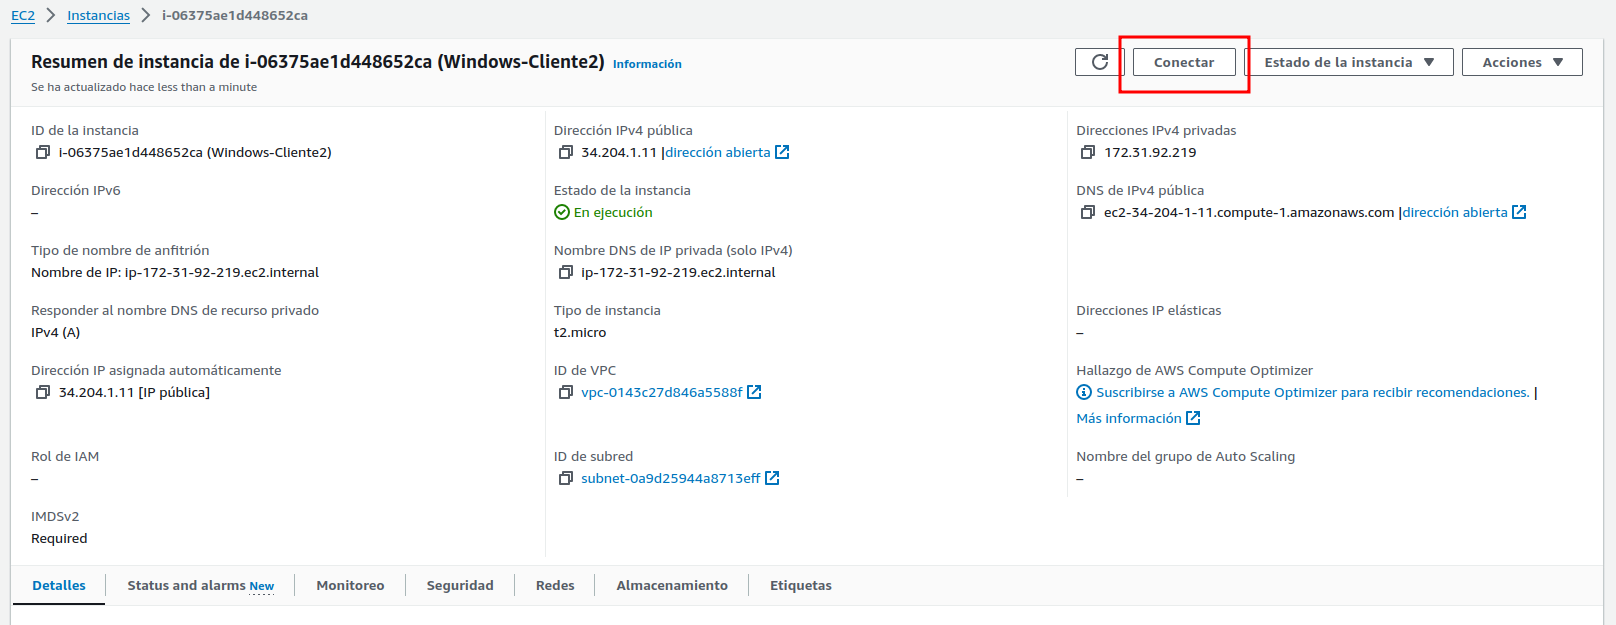 EC2 > Instancias > i-06375ae1d448652ca
Resumen de instancia de i-06375ae1d448652ca (Windows-Cliente2) Información
Se ha actualizado hace less than a minute
Conectar
Estado de la instancia ▼
Acciones ▼
ID de la instancia
i-06375ae1d448652ca (Windows-Cliente2)
Dirección IPv4 pública
34.204.1.11 |dirección abierta
Direcciones IPv4 privadas
172.31.92.219
Dirección IPv6
–
Estado de la instancia
En ejecución
DNS de IPv4 pública
ec2-34-204-1-11.compute-1.amazonaws.com |dirección abierta
Tipo de nombre de anfitrión
Nombre de IP: ip-172-31-92-219.ec2.internal
Nombre DNS de IP privada (solo IPv4)
ip-172-31-92-219.ec2.internal
Responder al nombre DNS de recurso privado
IPv4 (A)
Tipo de instancia
t2.micro
Direcciones IP elásticas
–
Dirección IP asignada automáticamente
34.204.1.11 [IP pública]
ID de VPC
vpc-0143c27d846a5588f
Hallazgo de AWS Compute Optimizer
Suscribirse a AWS Compute Optimizer para recibir recomendaciones. |
Más información
Rol de IAM
–
ID de subred
subnet-0a9d25944a8713eff
Nombre del grupo de Auto Scaling
–
IMDSv2
Required
Detalles
Status and alarms New
Monitoreo
Seguridad
Redes
Almacenamiento
Etiquetas